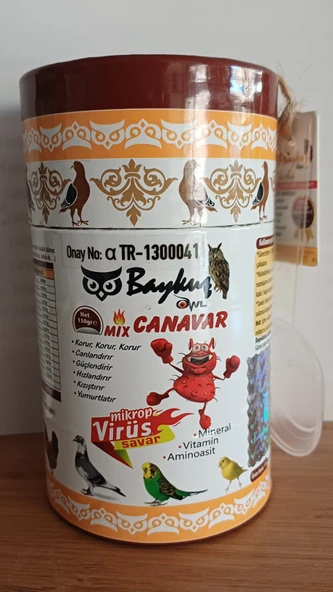 Onay No: α TR-1300041
Baykuş
OWL
Net
150gr℮
MIX CANAVAR
• Korur, Korur, Korur
• Canlandırır
• Güçlendirir
• Hızlandırır
• Kızıştırır
• Yumurtlatır
mikrop
Virüs
savar
• Mineral
• Vitamin
• Aminoasit